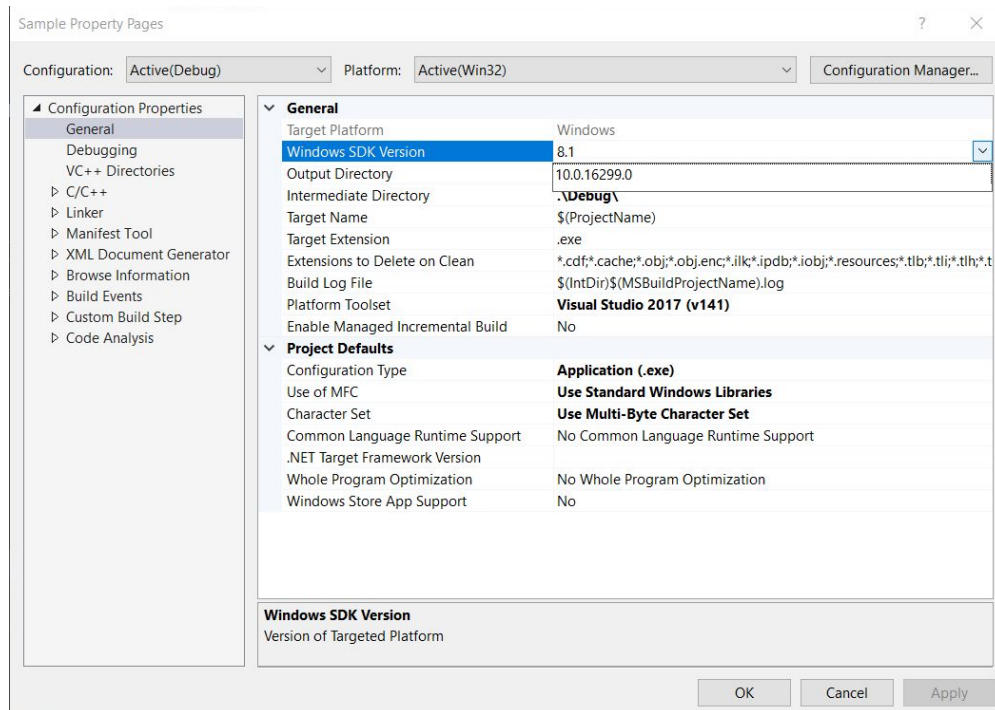 Sample Property Pages
Configuration: Active(Debug) Platform: Active(Win32) Configuration Manager...
Configuration Properties
General
Debugging
VC++ Directories
C/C++
Linker
Manifest Tool
XML Document Generator
Browse Information
Build Events
Custom Build Step
Code Analysis
General
Target Platform Windows
Windows SDK Version 8.1
Output Directory 10.0.16299.0
Intermediate Directory .\Debug\
Target Name $(ProjectName)
Target Extension .exe
Extensions to Delete on Clean *.cdf;*.cache;*.obj;*.obj.enc;*.ilk;*.ipdb;*.iobj;*.resources;*.tlb;*.tli;*.tlh;*.t
Build Log File $(IntDir)$(MSBuildProjectName).log
Platform Toolset Visual Studio 2017 (v141)
Enable Managed Incremental Build No
Project Defaults
Configuration Type Application (.exe)
Use of MFC Use Standard Windows Libraries
Character Set Use Multi-Byte Character Set
Common Language Runtime Support No Common Language Runtime Support
.NET Target Framework Version
Whole Program Optimization No Whole Program Optimization
Windows Store App Support No
Windows SDK Version
Version of Targeted Platform
OK Cancel Apply